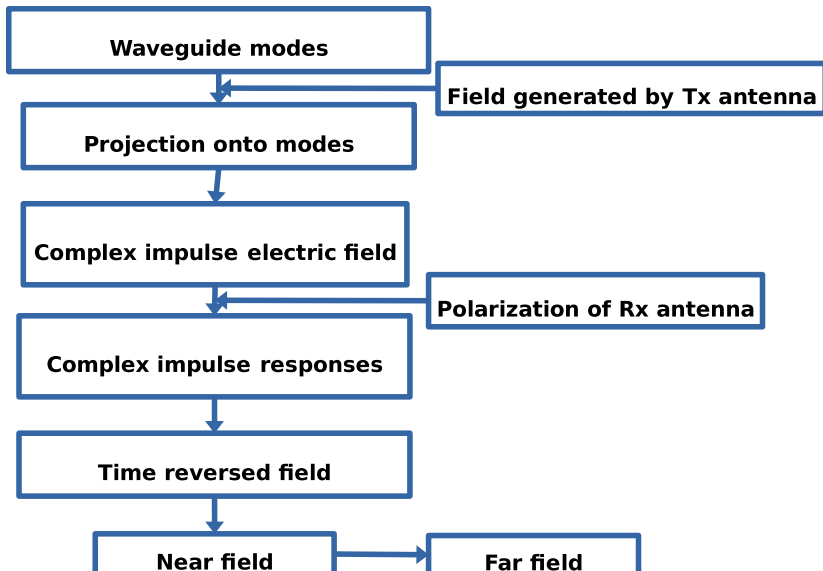 Waveguide modes
Field generated by Tx antenna
Projection onto modes
Complex impulse electric field
Polarization of Rx antenna
Complex impulse responses
Time reversed field
Near field
Far field